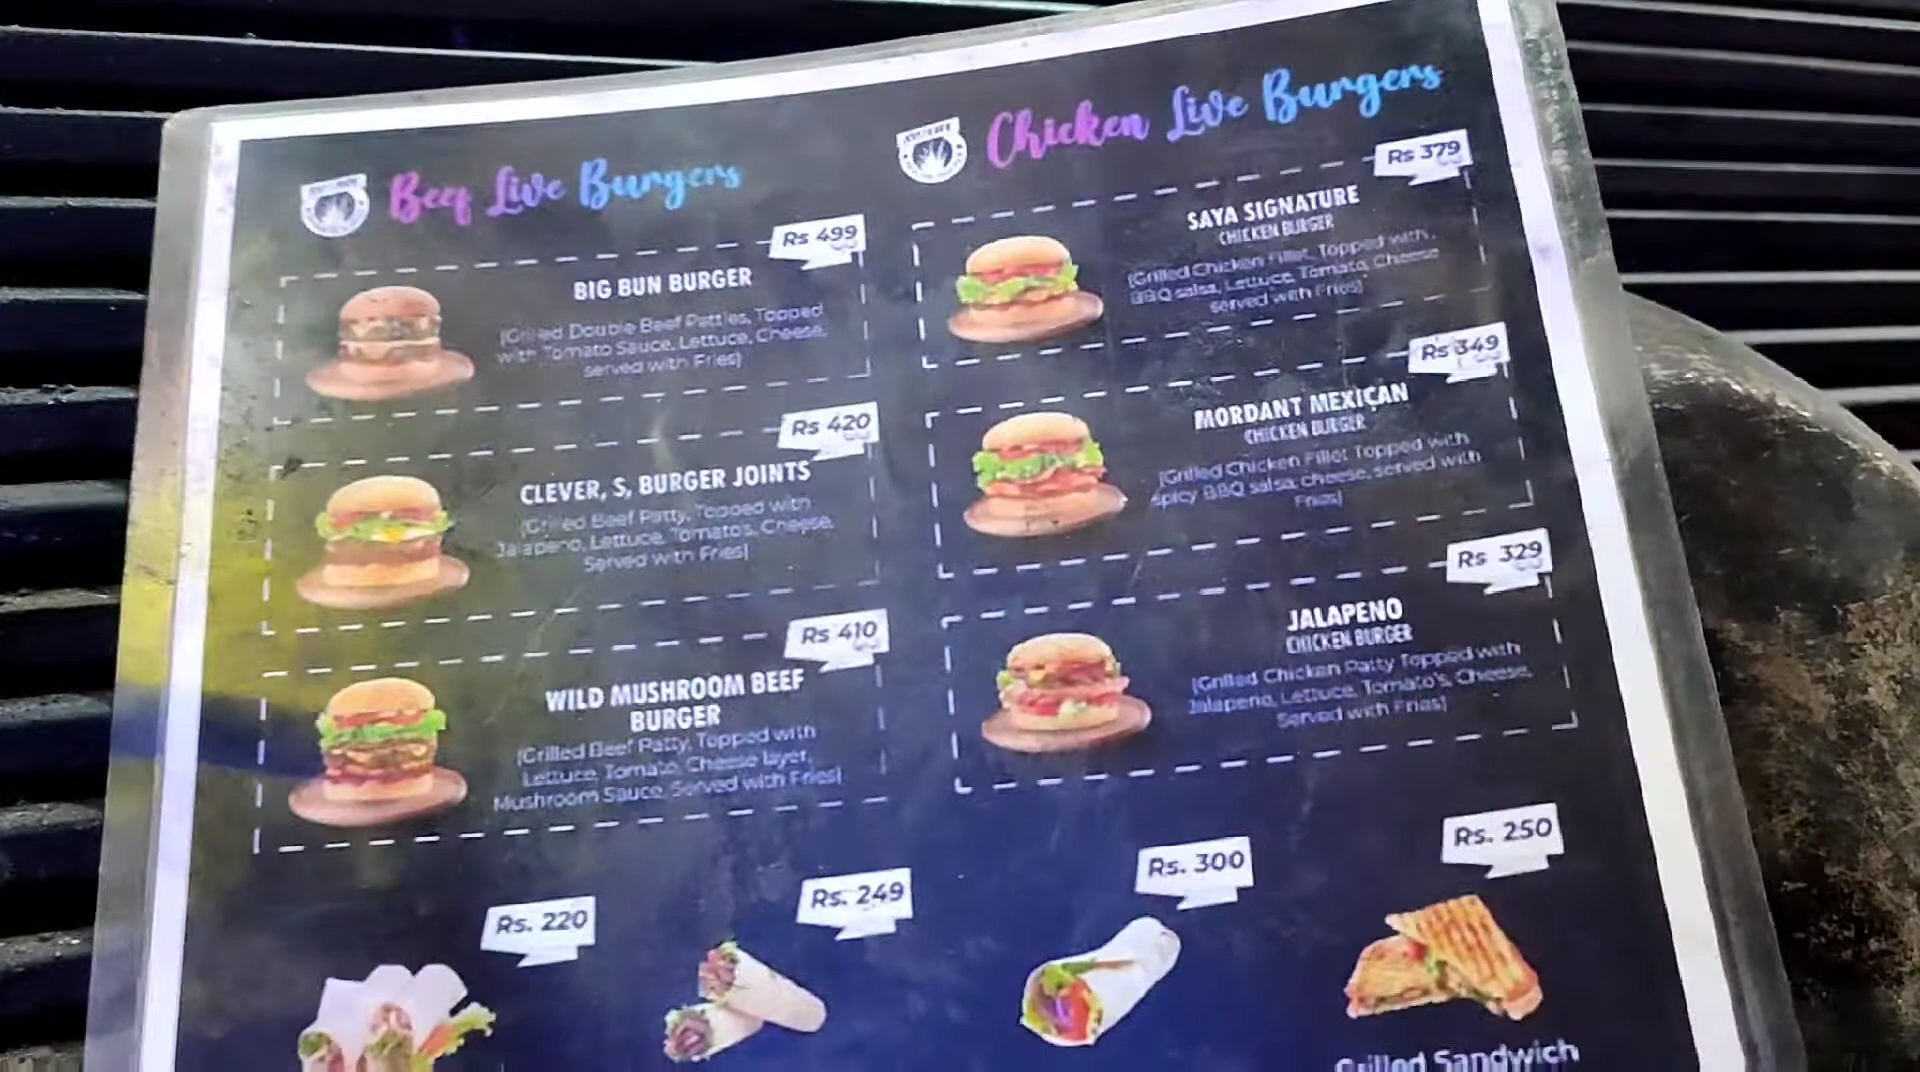 Beef Live Burgers
Rs 499
BIG BUN BURGER
(Grilled Double Beef Patties, Topped
with Tomato Sauce, Lettuce, Cheese,
served with Fries)
Rs 420
CLEVER, S, BURGER JOINTS
(Grilled Beef Patty, Topped with
Jalapeno, Lettuce, Tomato's, Cheese,
Served with Fries)
Rs 410
WILD MUSHROOM BEEF
BURGER
(Grilled Beef Patty, Topped with
Lettuce, Tomato, Cheese layer,
Mushroom Sauce, Served with Fries)
Chicken Live Burgers
Rs 379
SAYA SIGNATURE
CHICKEN BURGER
(Grilled Chicken Fillet, Topped with,
BBQ salsa, Lettuce, Tomato, Cheese
served with Fries)
Rs 349
MORDANT MEXICAN
CHICKEN BURGER
(Grilled Chicken Fillet Topped with
spicy BBQ salsa, cheese, served with
Fries)
Rs 329
JALAPENO
CHICKEN BURGER
(Grilled Chicken Patty Topped with
Jalapeno, Lettuce, Tomato's, Cheese,
Served with Fries)
Rs. 220
Rs. 249
Rs. 300
Rs. 250
Grilled Sandwich